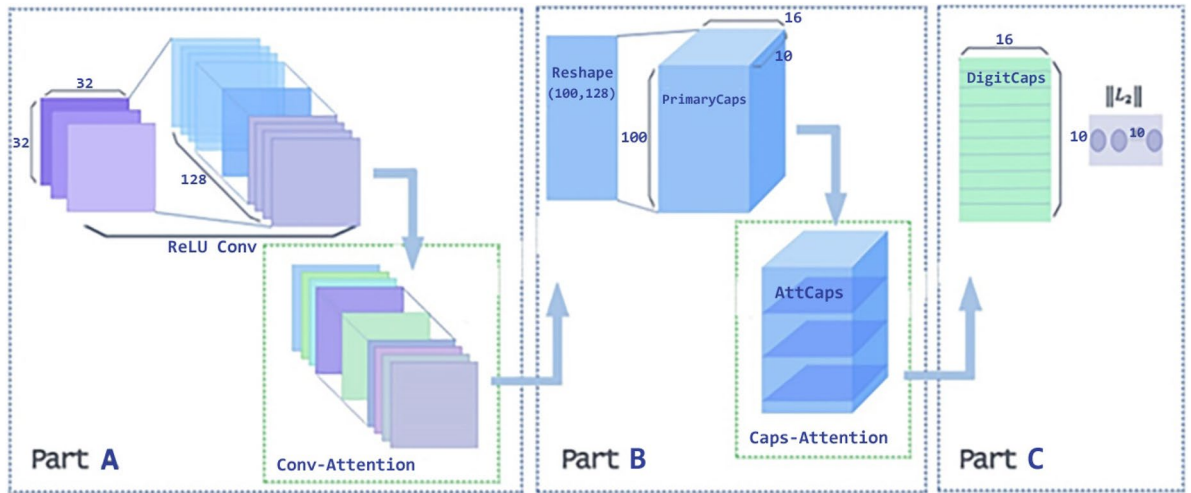 32
32
128
ReLU Conv
Conv-Attention
Part A
Reshape
(100,128)
16
10
PrimaryCaps
100
AttCaps
Caps-Attention
Part B
16
DigitCaps
10
‖L₂‖
10
Part C